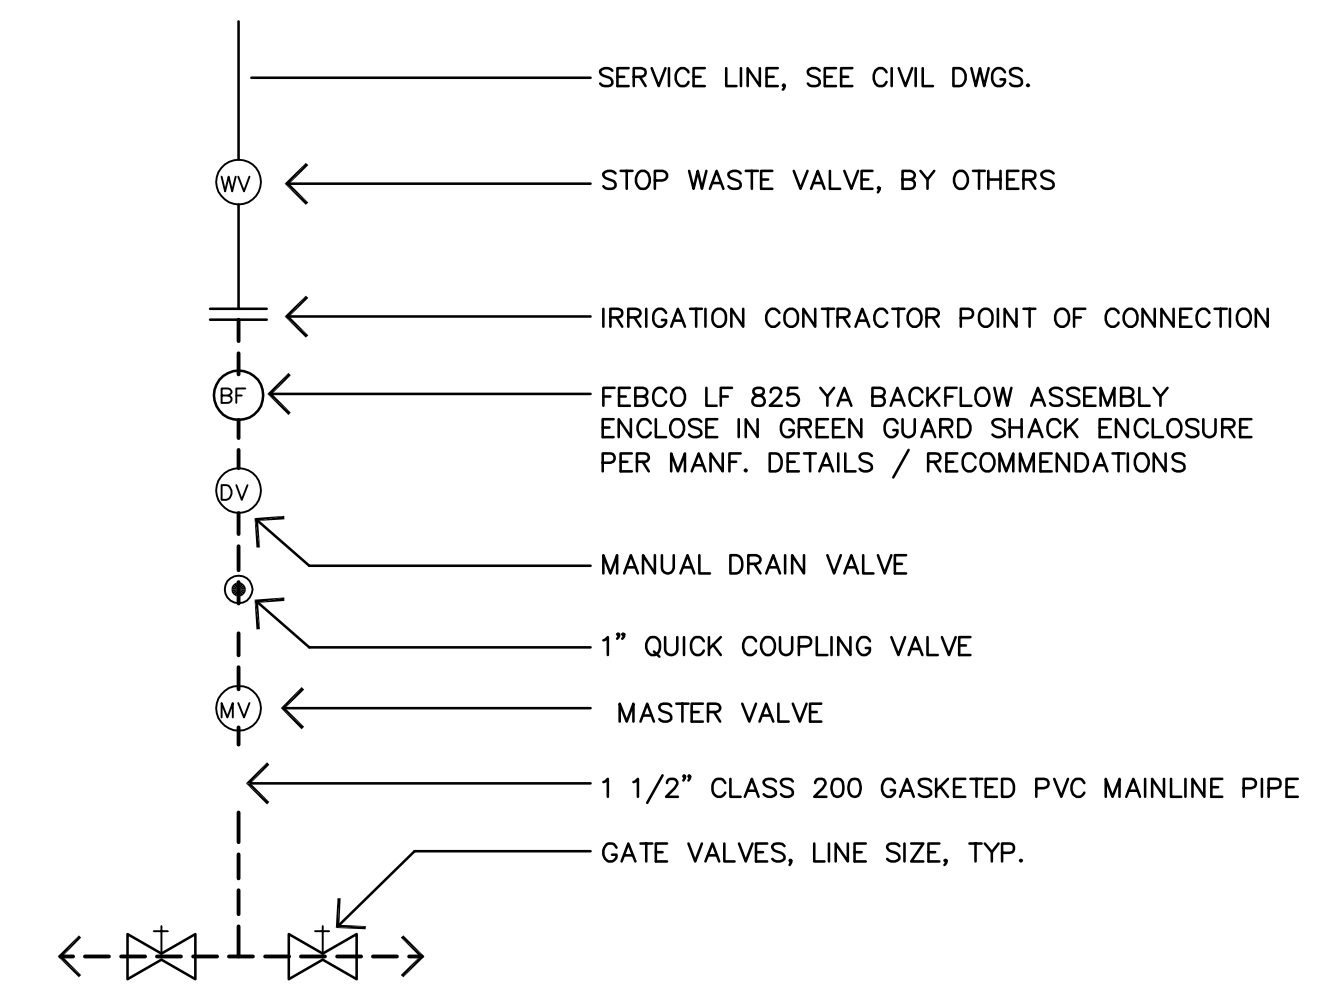 SERVICE LINE, SEE CIVIL DWGS.
WV
STOP WASTE VALVE, BY OTHERS
IRRIGATION CONTRACTOR POINT OF CONNECTION
BF
FEBCO LF 825 YA BACKFLOW ASSEMBLY
ENCLOSE IN GREEN GUARD SHACK ENCLOSURE
PER MANF. DETAILS / RECOMMENDATIONS
DV
MANUAL DRAIN VALVE
1" QUICK COUPLING VALVE
MV
MASTER VALVE
1 1/2" CLASS 200 GASKETED PVC MAINLINE PIPE
GATE VALVES, LINE SIZE, TYP.